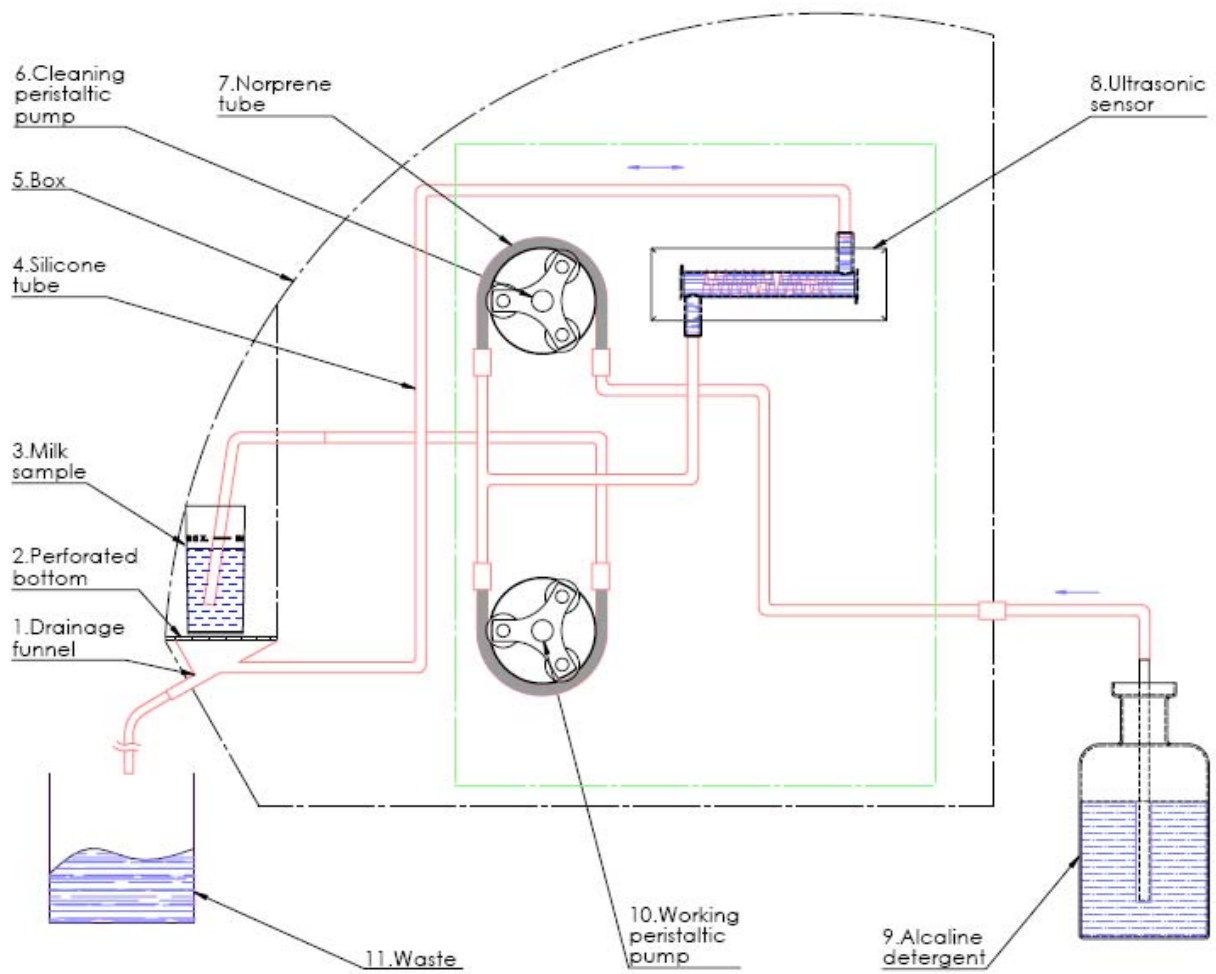 6.Cleaning
peristaltic
pump
7.Norprene
tube
8.Ultrasonic
sensor
5.Box
4.Silicone
tube
3.Milk
sample
2.Perforated
bottom
1.Drainage
funnel
10.Working
peristaltic
pump
9.Alcaline
detergent
11.Waste